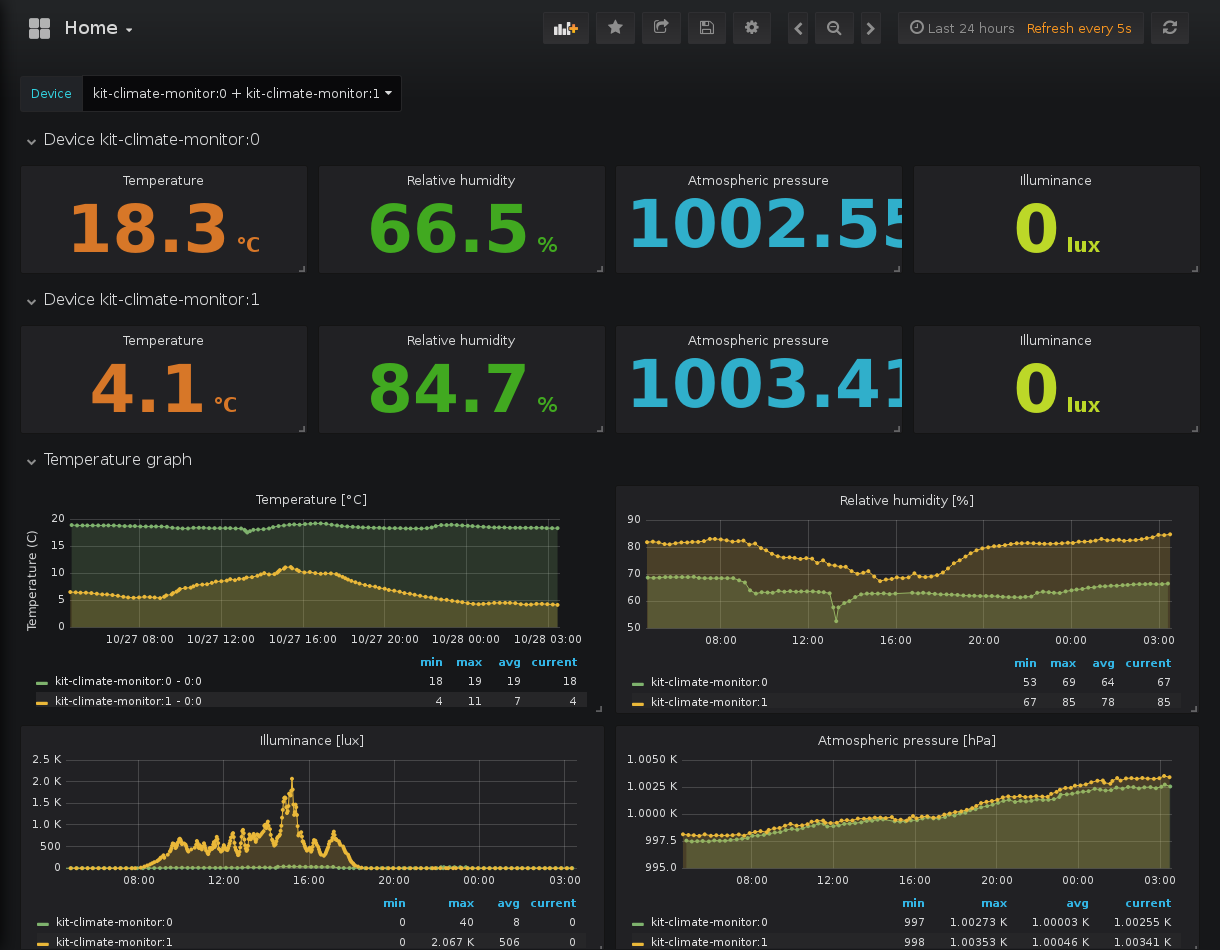 Home
Last 24 hours Refresh every 5s
Device kit-climate-monitor:0 + kit-climate-monitor:1
Device kit-climate-monitor:0
Temperature Relative humidity Atmospheric pressure Illuminance
18.3 °C 66.5 % 1002.55 0 lux
Device kit-climate-monitor:1
Temperature Relative humidity Atmospheric pressure Illuminance
4.1 °C 84.7 % 1003.41 0 lux
Temperature graph
Temperature [°C]
Temperature (C)
20
15
10
5
0
10/27 08:00 10/27 12:00 10/27 16:00 10/27 20:00 10/28 00:00 10/28 03:00
min max avg current
kit-climate-monitor:0 - 0:0 18 19 19 18
kit-climate-monitor:1 - 0:0 4 11 7 4
Relative humidity [%]
90
80
70
60
50
08:00 12:00 16:00 20:00 00:00 03:00
min max avg current
kit-climate-monitor:0 53 69 64 67
kit-climate-monitor:1 67 85 78 85
Illuminance [lux]
2.5 K
2.0 K
1.5 K
1.0 K
500
0
08:00 12:00 16:00 20:00 00:00 03:00
min max avg current
kit-climate-monitor:0 0 40 8 0
kit-climate-monitor:1 0 2.067 K 506 0
Atmospheric pressure [hPa]
1.0050 K
1.0025 K
1.0000 K
997.5
995.0
08:00 12:00 16:00 20:00 00:00 03:00
min max avg current
kit-climate-monitor:0 997 1.00273 K 1.00003 K 1.00255 K
kit-climate-monitor:1 998 1.00353 K 1.00046 K 1.00341 K